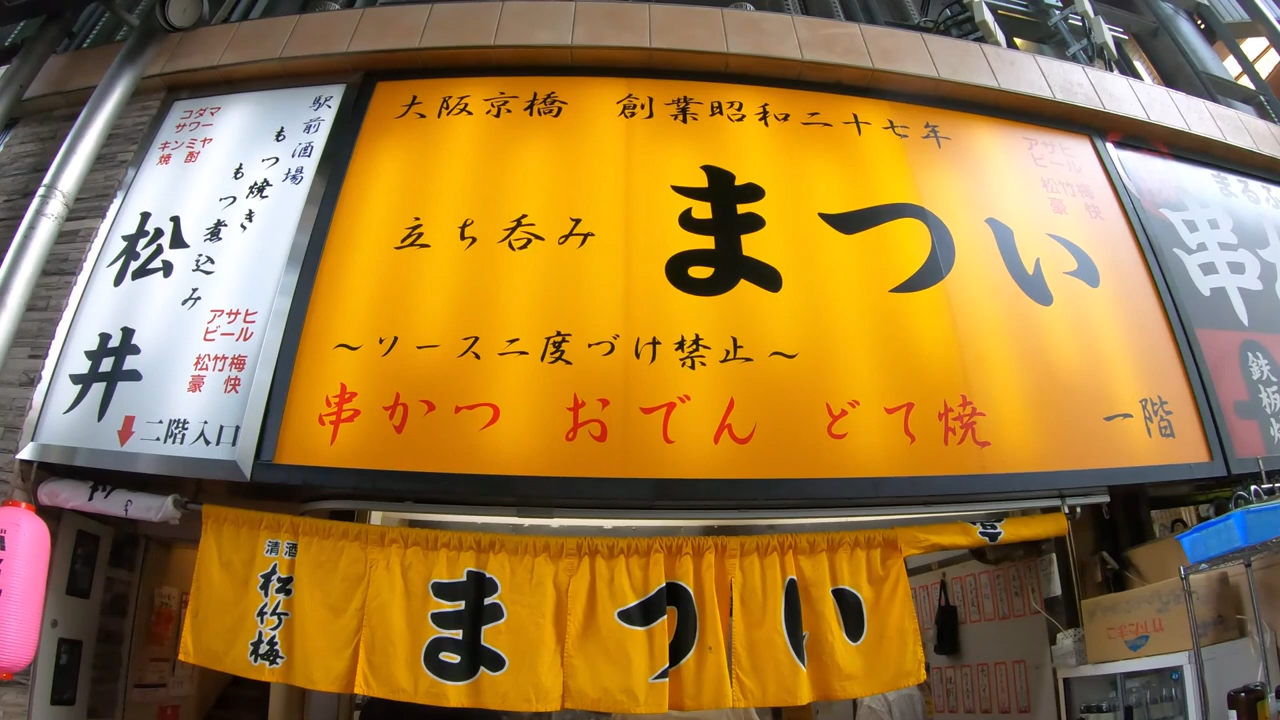 駅前酒場
もつ焼き
もつ煮込み
コダマ
サワー
キンミヤ
焼酎
松井
アサヒ
ビール
松竹梅
豪快
二階入口
大阪京橋 創業昭和二十七年
アサヒ
ビール
松竹梅
豪快
立ち呑み まつい
～ソース二度づけ禁止～
串かつ おでん どて焼
一階
串
鉄板焼
清酒
松竹梅
まつい